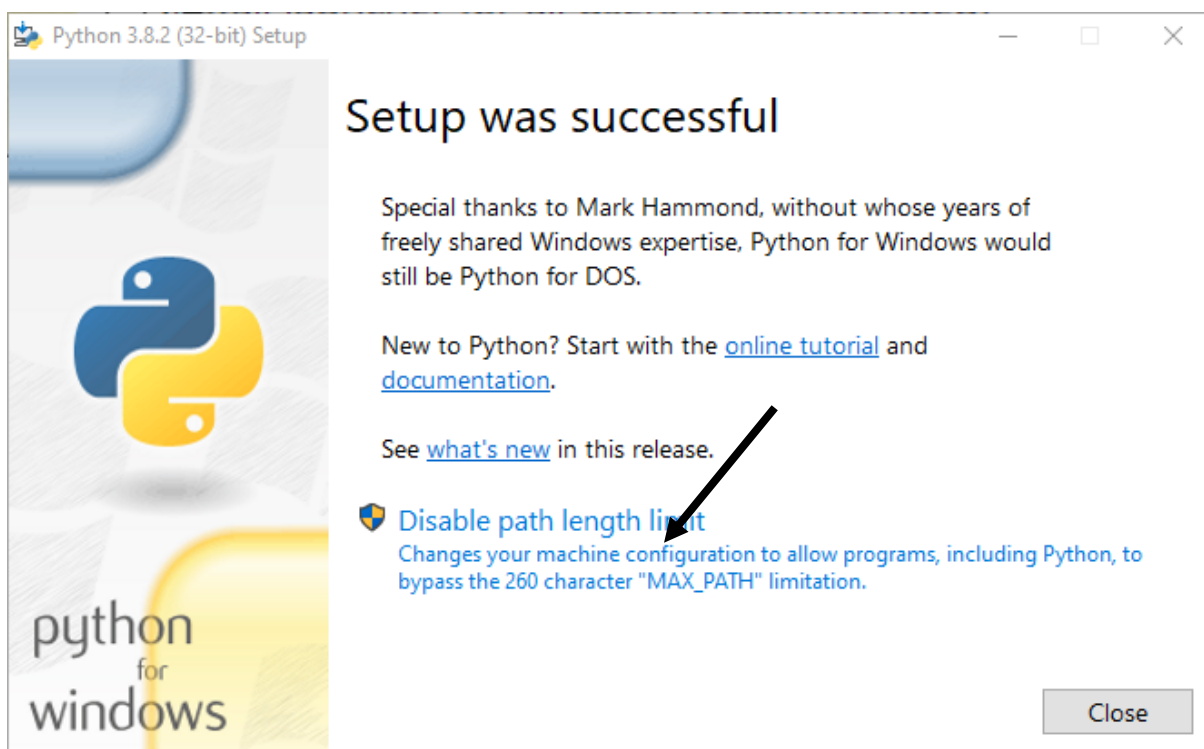 Python 3.8.2 (32-bit) Setup
Setup was successful
Special thanks to Mark Hammond, without whose years of
freely shared Windows expertise, Python for Windows would
still be Python for DOS.
New to Python? Start with the online tutorial and
documentation.
See what's new in this release.
Disable path length limit
Changes your machine configuration to allow programs, including Python, to
bypass the 260 character "MAX_PATH" limitation.
python
for
windows
Close